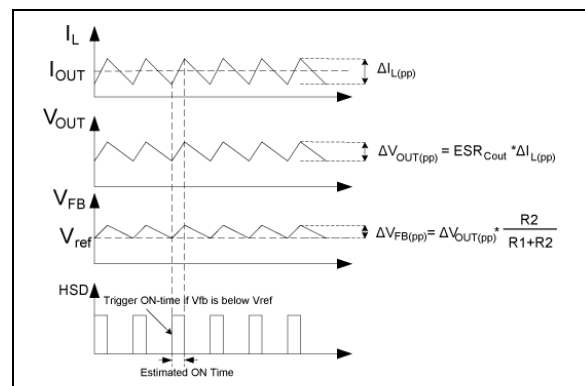 I_L
I_OUT
ΔI_L(pp)
V_OUT
ΔV_OUT(pp) = ESR_Cout *ΔI_L(pp)
V_FB
V_ref
ΔV_FB(pp)= ΔV_OUT(pp)* R2
R1+R2
HSD
Trigger ON-time if Vfb is below Vref
Estimated ON Time